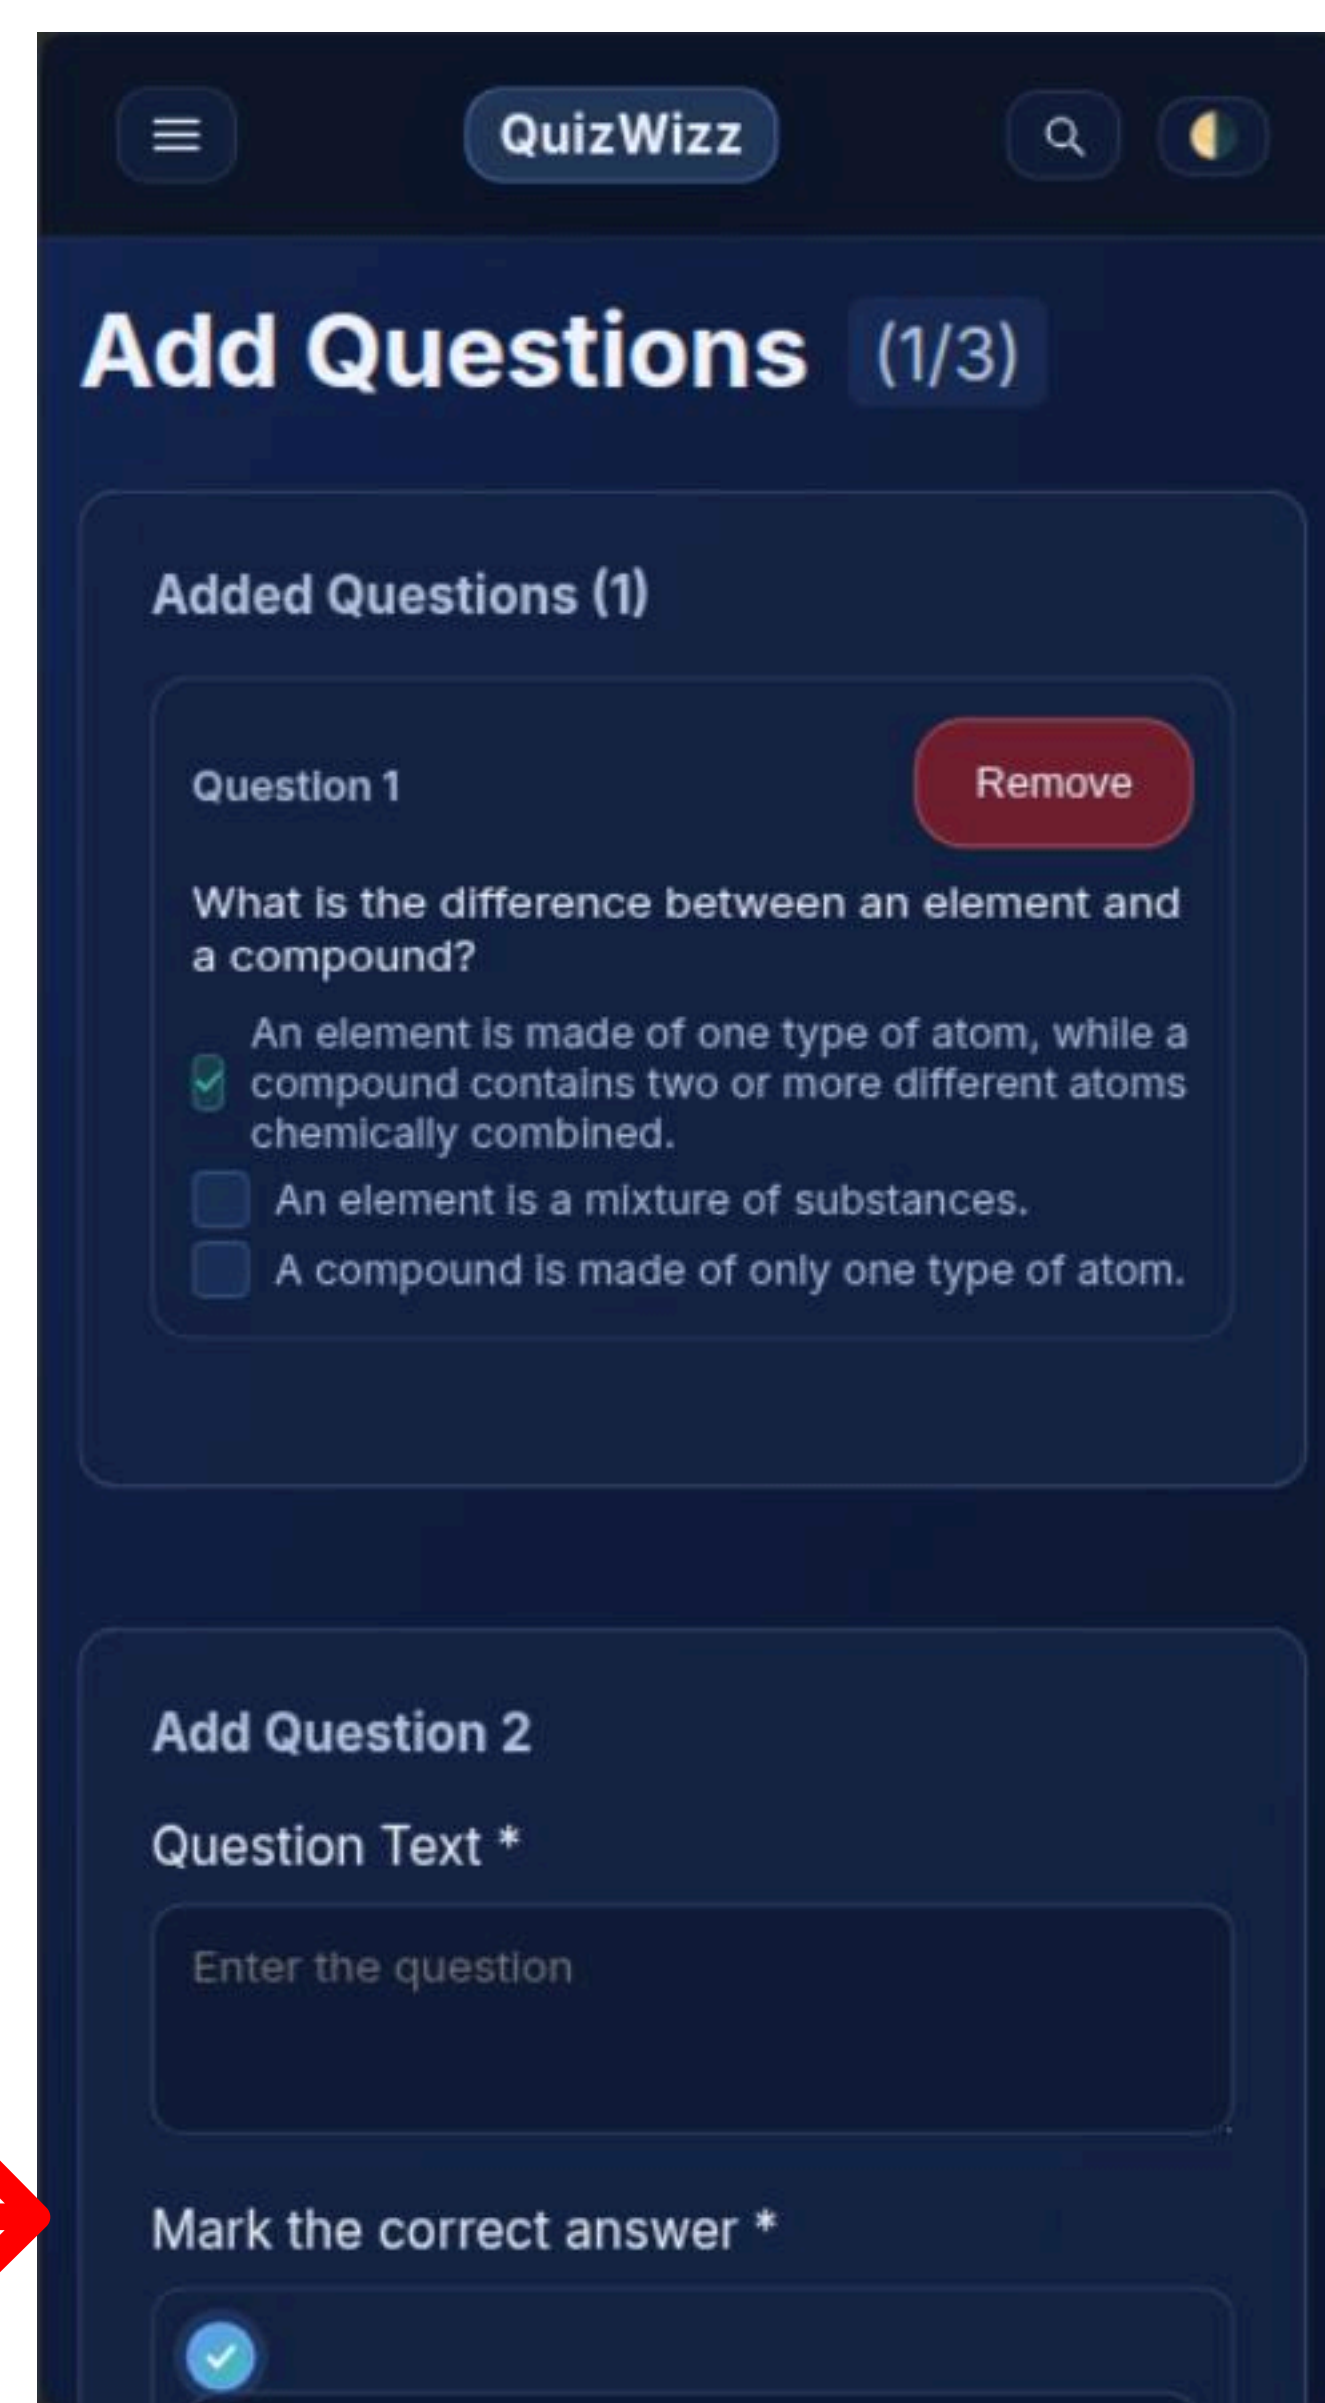 QuizWizz
Add Questions (1/3)
Added Questions (1)
Question 1
Remove
What is the difference between an element and
a compound?
An element is made of one type of atom, while a
compound contains two or more different atoms
chemically combined.
An element is a mixture of substances.
A compound is made of only one type of atom.
Add Question 2
Question Text *
Enter the question
Mark the correct answer *